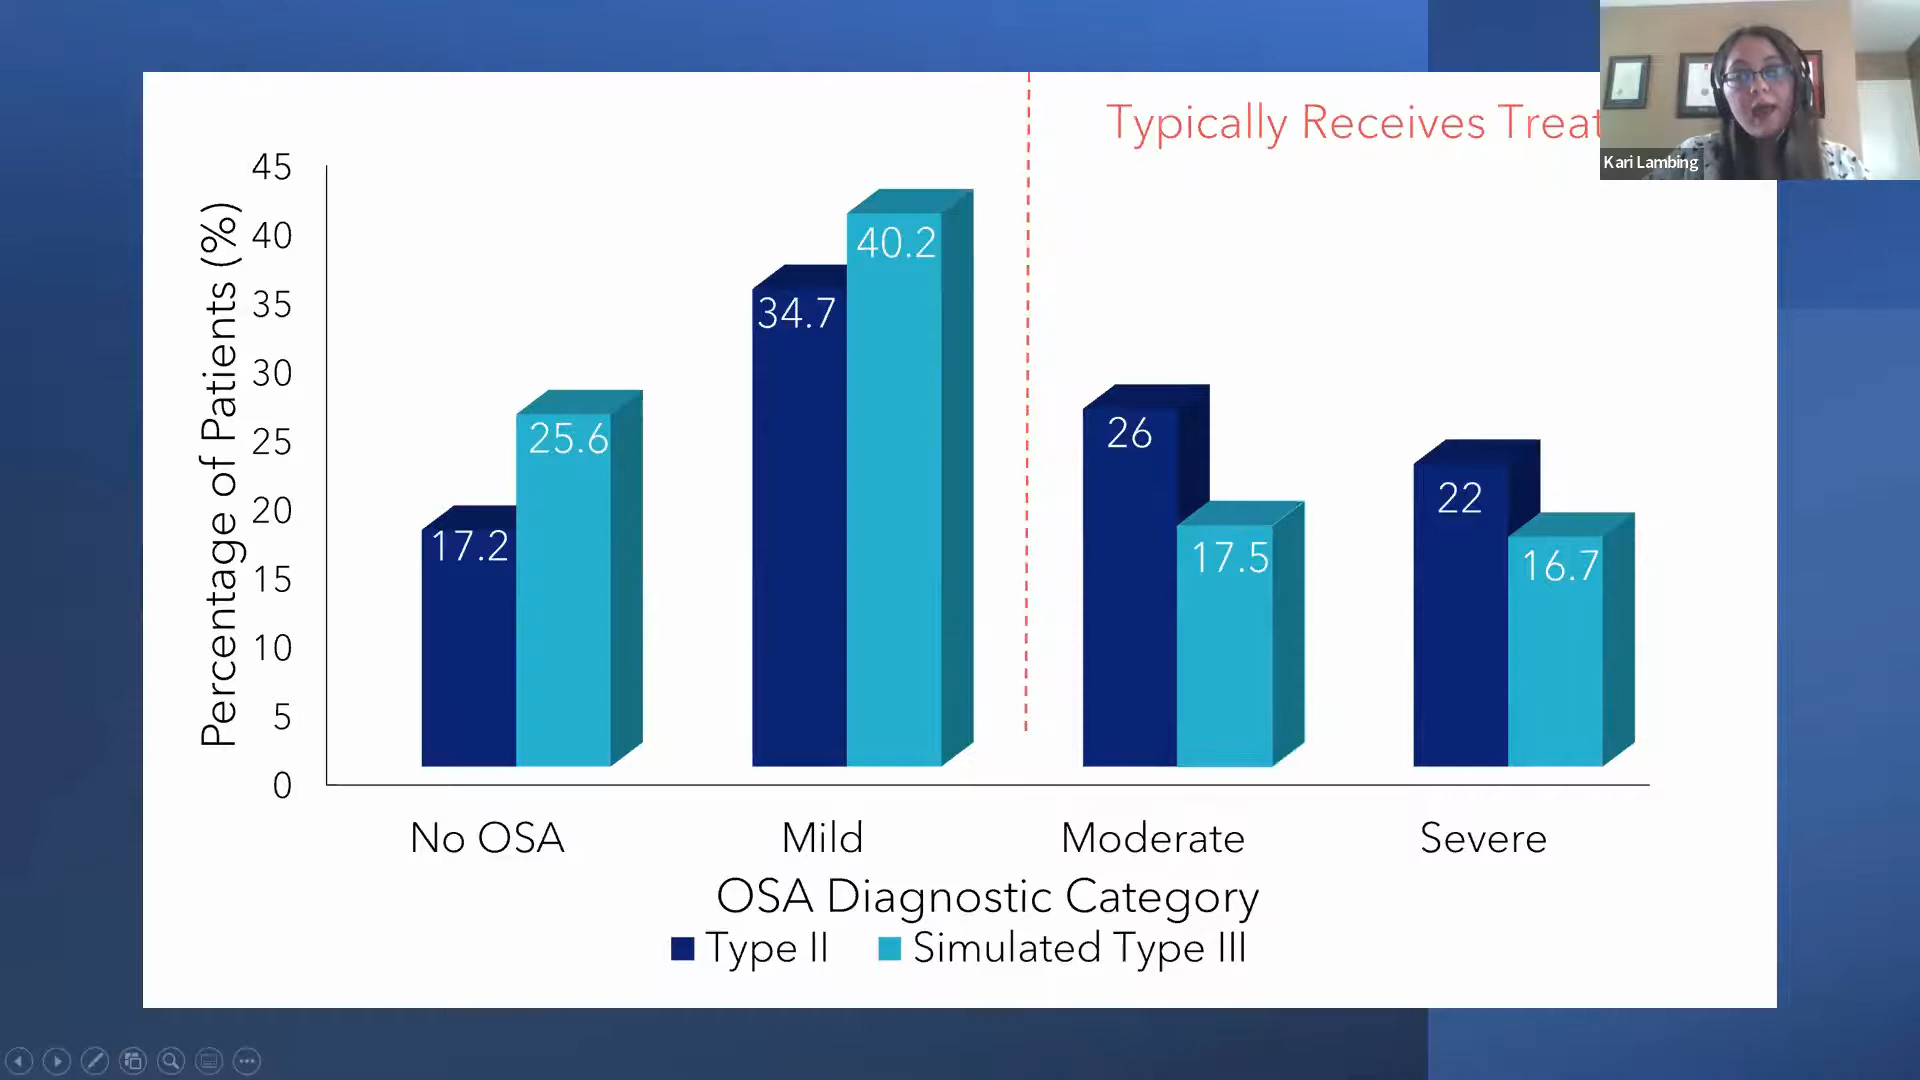 Typically Receives Treat
Kari Lambing
45
40
35
30
25
20
15
10
5
0
Percentage of Patients (%)
17.2
25.6
34.7
40.2
26
17.5
22
16.7
No OSA
Mild
Moderate
Severe
OSA Diagnostic Category
Type II
Simulated Type III